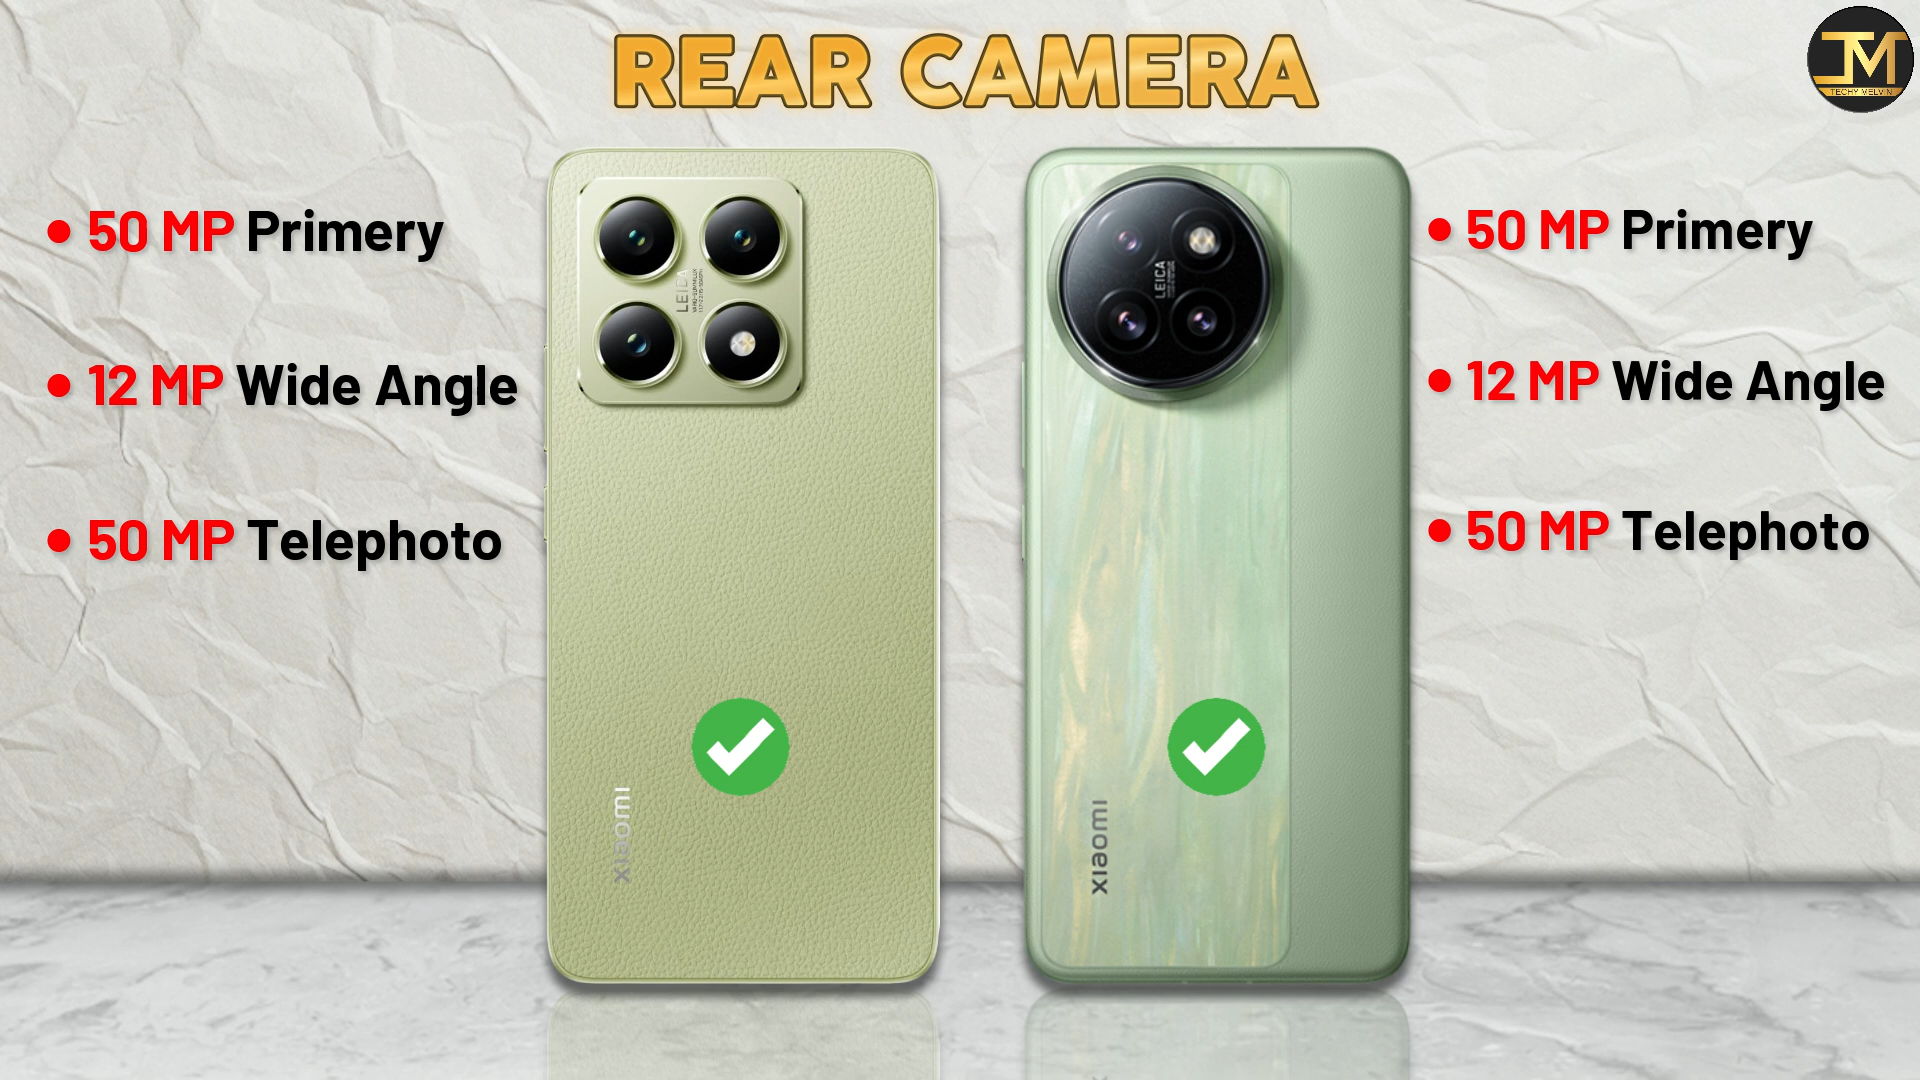 REAR CAMERA
TECHY MELVIN
• 50 MP Primery
• 12 MP Wide Angle
• 50 MP Telephoto
LEICA
xiaomi
LEICA
xiaomi
• 50 MP Primery
• 12 MP Wide Angle
• 50 MP Telephoto